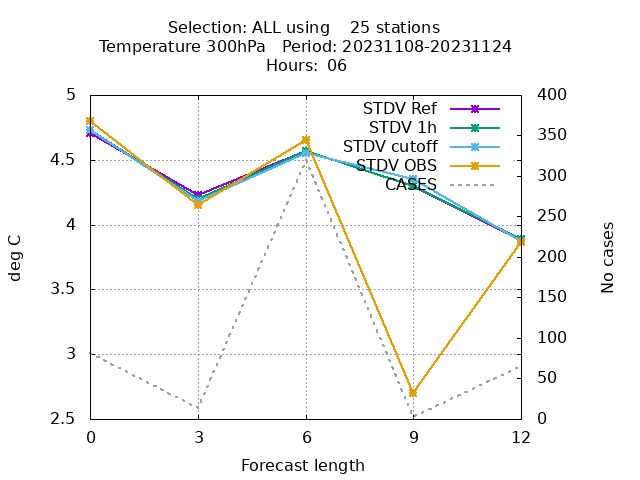 Selection: ALL using    25 stations
Temperature 300hPa   Period: 20231108-20231124
Hours:  06
5
4.5
4
3.5
3
2.5
deg C
400
350
300
250
200
150
100
50
0
No cases
STDV Ref
STDV 1h
STDV cutoff
STDV OBS
CASES
0 3 6 9 12
Forecast length